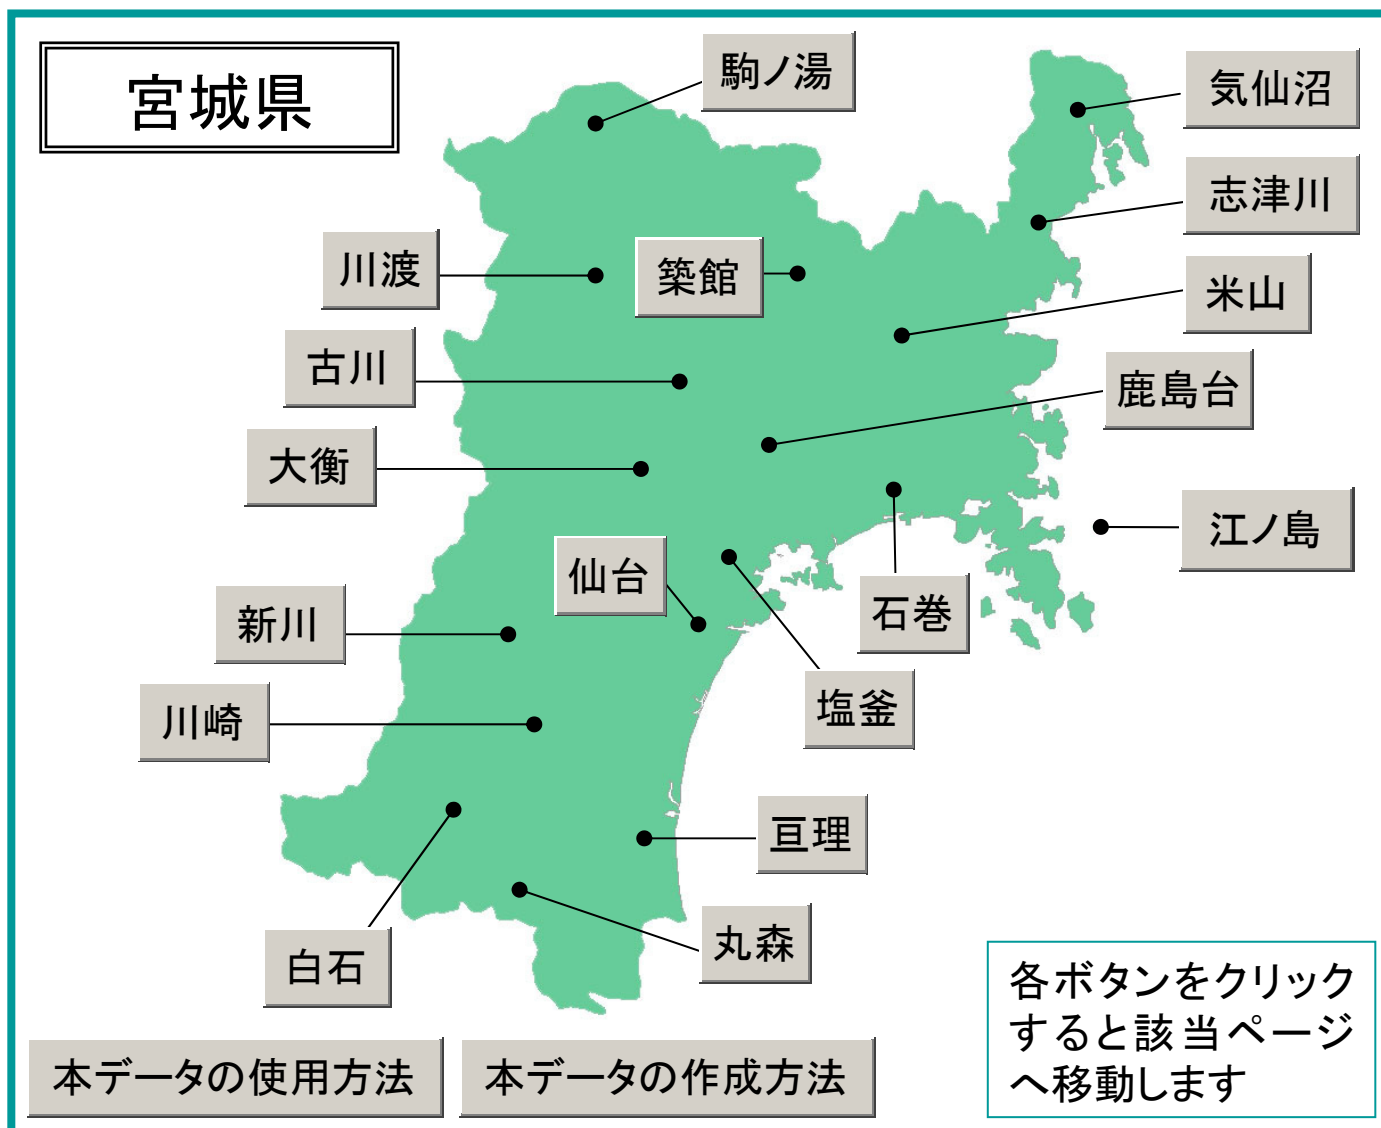 宮城県
駒ノ湯
気仙沼
志津川
川渡
築館
米山
古川
鹿島台
大衡
江ノ島
仙台
石巻
新川
塩釜
川崎
亘理
丸森
白石
各ボタンをクリック
すると該当ページ
へ移動します
本データの使用方法
本データの作成方法